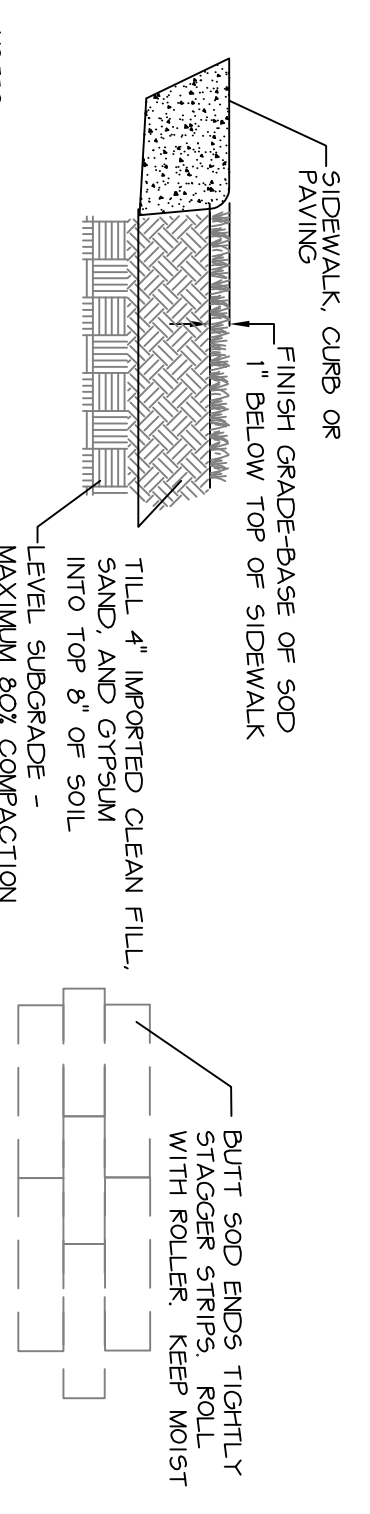 SIDEWALK, CURB OR
PAVING
FINISH GRADE-BASE OF SOD
1" BELOW TOP OF SIDEWALK
TILL 4" IMPORTED CLEAN FILL,
SAND, AND GYPSUM
INTO TOP 8" OF SOIL
LEVEL SUBGRADE -
MAXIMUM 80% COMPACTION
BUTT SOD ENDS TIGHTLY
STAGGER STRIPS. ROLL
WITH ROLLER. KEEP MOIST